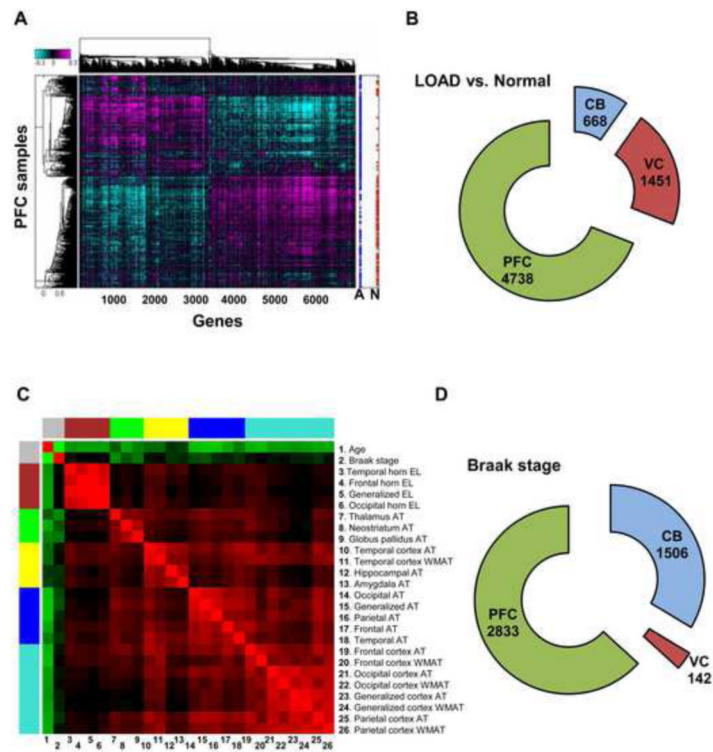 A
-0.3 0.3
PFC samples
0 0.6
1000 2000 3000 4000 5000 6000
A N
Genes
B
LOAD vs. Normal
CB
668
VC
1451
PFC
4738
C
1. Age
2. Braak stage
3 Temporal horn EL
4. Frontal horn EL
5. Generalized EL
6. Occipital horn EL
7. Thalamus AT
8. Neostriatum AT
9. Globus pallidus AT
10. Temporal cortex AT
11. Temporal cortex WMAT
12. Hippocampal AT
13. Amygdala AT
14. Occipital AT
15. Generalized AT
16. Parietal AT
17. Frontal AT
18. Temporal AT
19. Frontal cortex AT
20. Frontal cortex WMAT
21. Occipital cortex AT
22. Occipital cortex WMAT
23. Generalized cortex AT
24. Generalized cortex WMAT
25. Parietal cortex AT
26. Parietal cortex WMAT
1 3 5 7 9 11 13 15 17 19 21 23 25
2 4 6 8 10 12 14 16 18 20 22 24 26
D
Braak stage
CB
1506
PFC
2833
VC
142